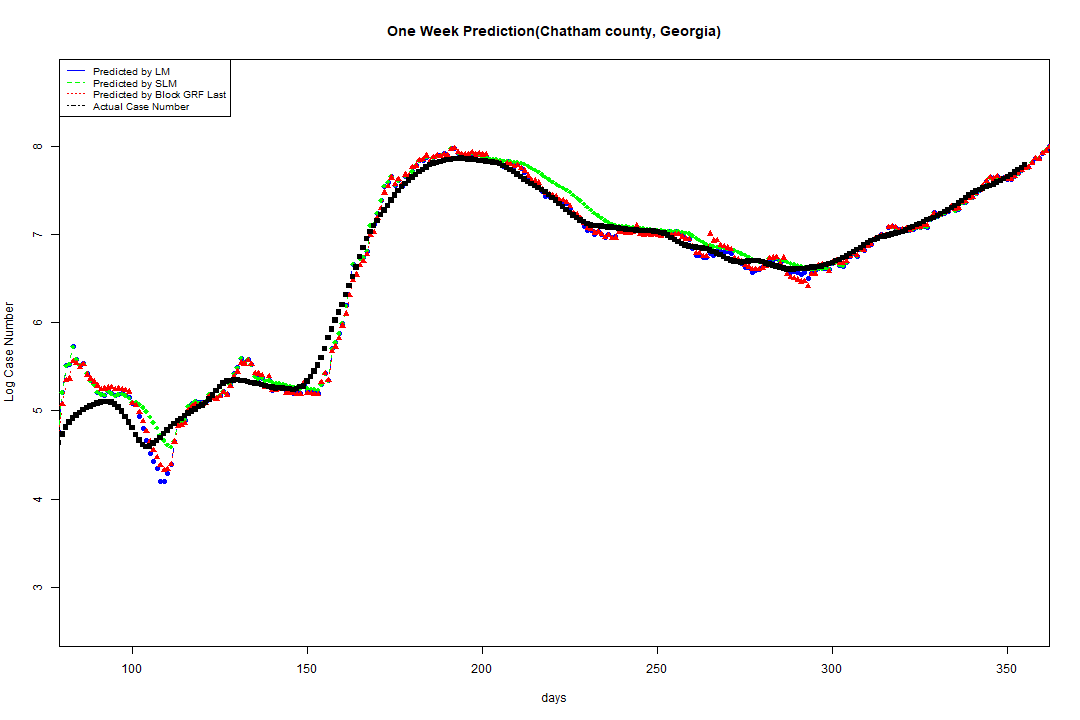 One Week Prediction(Chatham county, Georgia)
Predicted by LM
Predicted by SLM
Predicted by Block GRF Last
Actual Case Number
Log Case Number
8
7
6
5
4
3
100 150 200 250 300 350
days